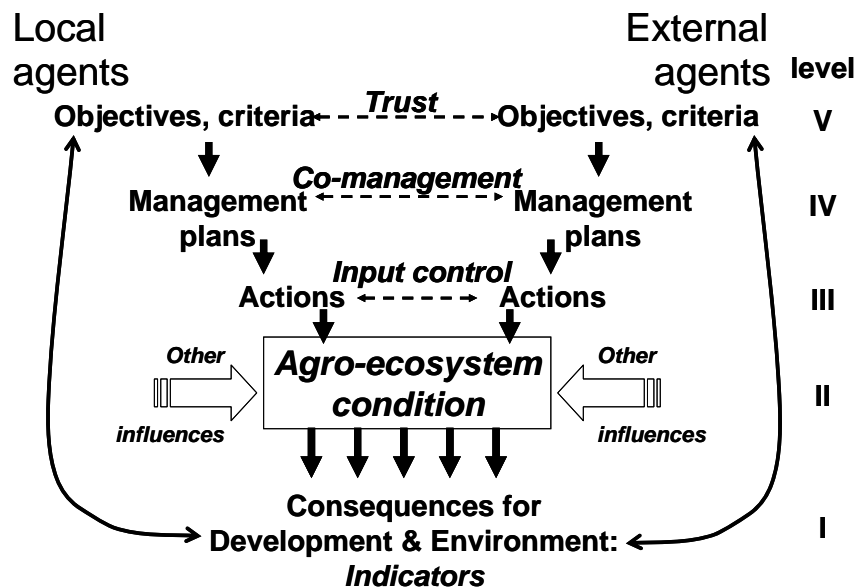 Local
agents
External
agents
level
Objectives, criteria
Trust
Objectives, criteria
V
Co-management
Management
plans
Management
plans
IV
Input control
Actions
Actions
III
Other
influences
Agro-ecosystem
condition
Other
influences
II
Consequences for
Development & Environment:
Indicators
I